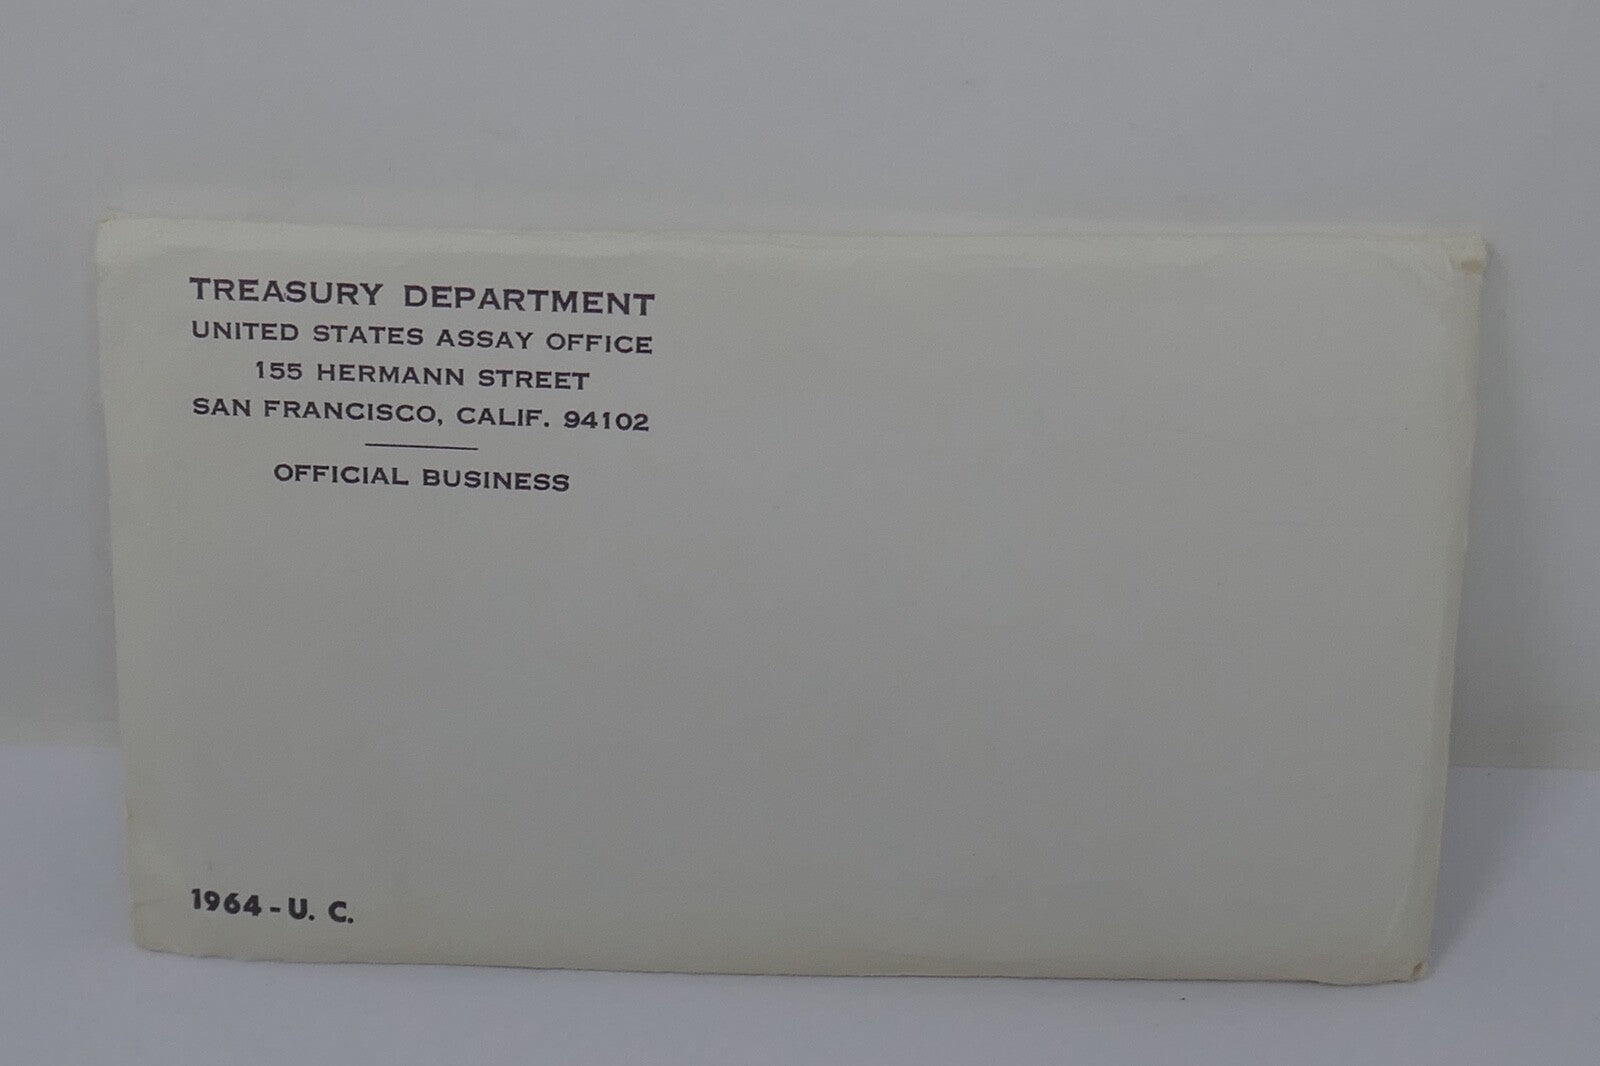 TREASURY DEPARTMENT
UNITED STATES ASSAY OFFICE
155 HERMANN STREET
SAN FRANCISCO, CALIF. 94102
OFFICIAL BUSINESS
1964 - U. C.